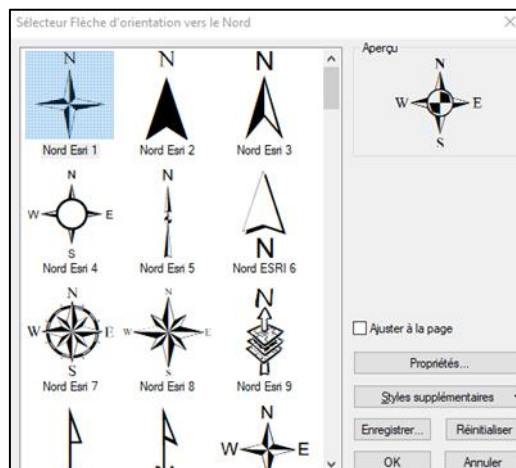 Sélecteur Flèche d'orientation vers le Nord
N
Nord Esri 1
N
Nord Esri 2
N
Nord Esri 3
N
W E
S
Nord Esri 4
N
Nord Esri 5
N
Nord ESRI 6
N
W E
S
Nord Esri 7
N
W E
S
Nord Esri 8
N
Nord Esri 9
N
W E
Aperçu
N
W E
S
Ajuster à la page
Propriétés...
Styles supplémentaires
Enregistrer...
Réinitialiser
OK
Annuler